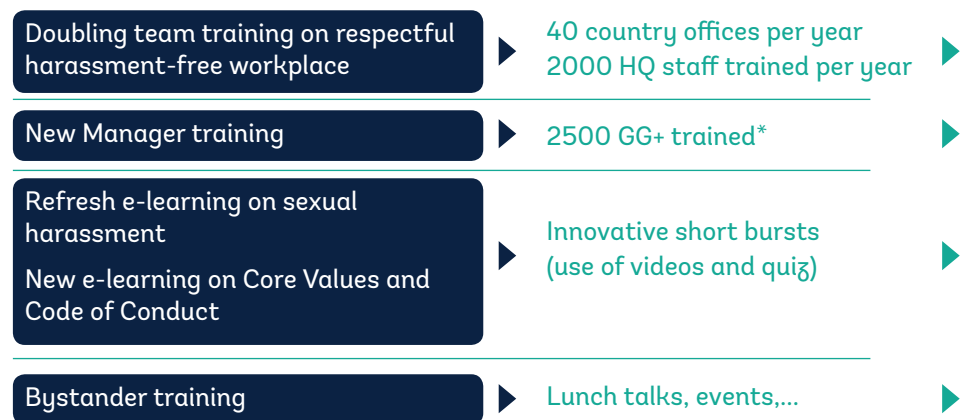 Doubling team training on respectful
harassment-free workplace
40 country offices per year
2000 HQ staff trained per year
New Manager training
2500 GG+ trained*
Refresh e-learning on sexual
harassment
New e-learning on Core Values and
Code of Conduct
Innovative short bursts
(use of videos and quiz)
Bystander training
Lunch talks, events,...